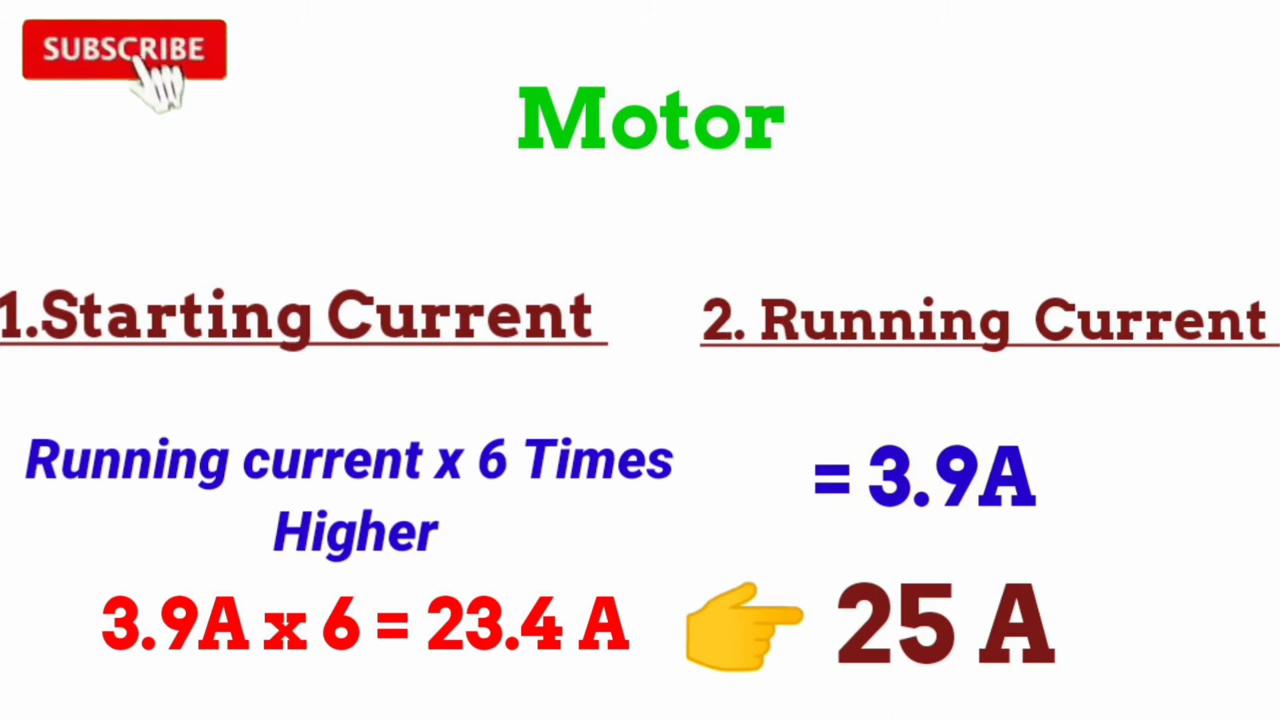 SUBSCRIBE
Motor
1.Starting Current
2. Running Current
Running current x 6 Times
Higher
= 3.9A
3.9A x 6 = 23.4 A
25 A